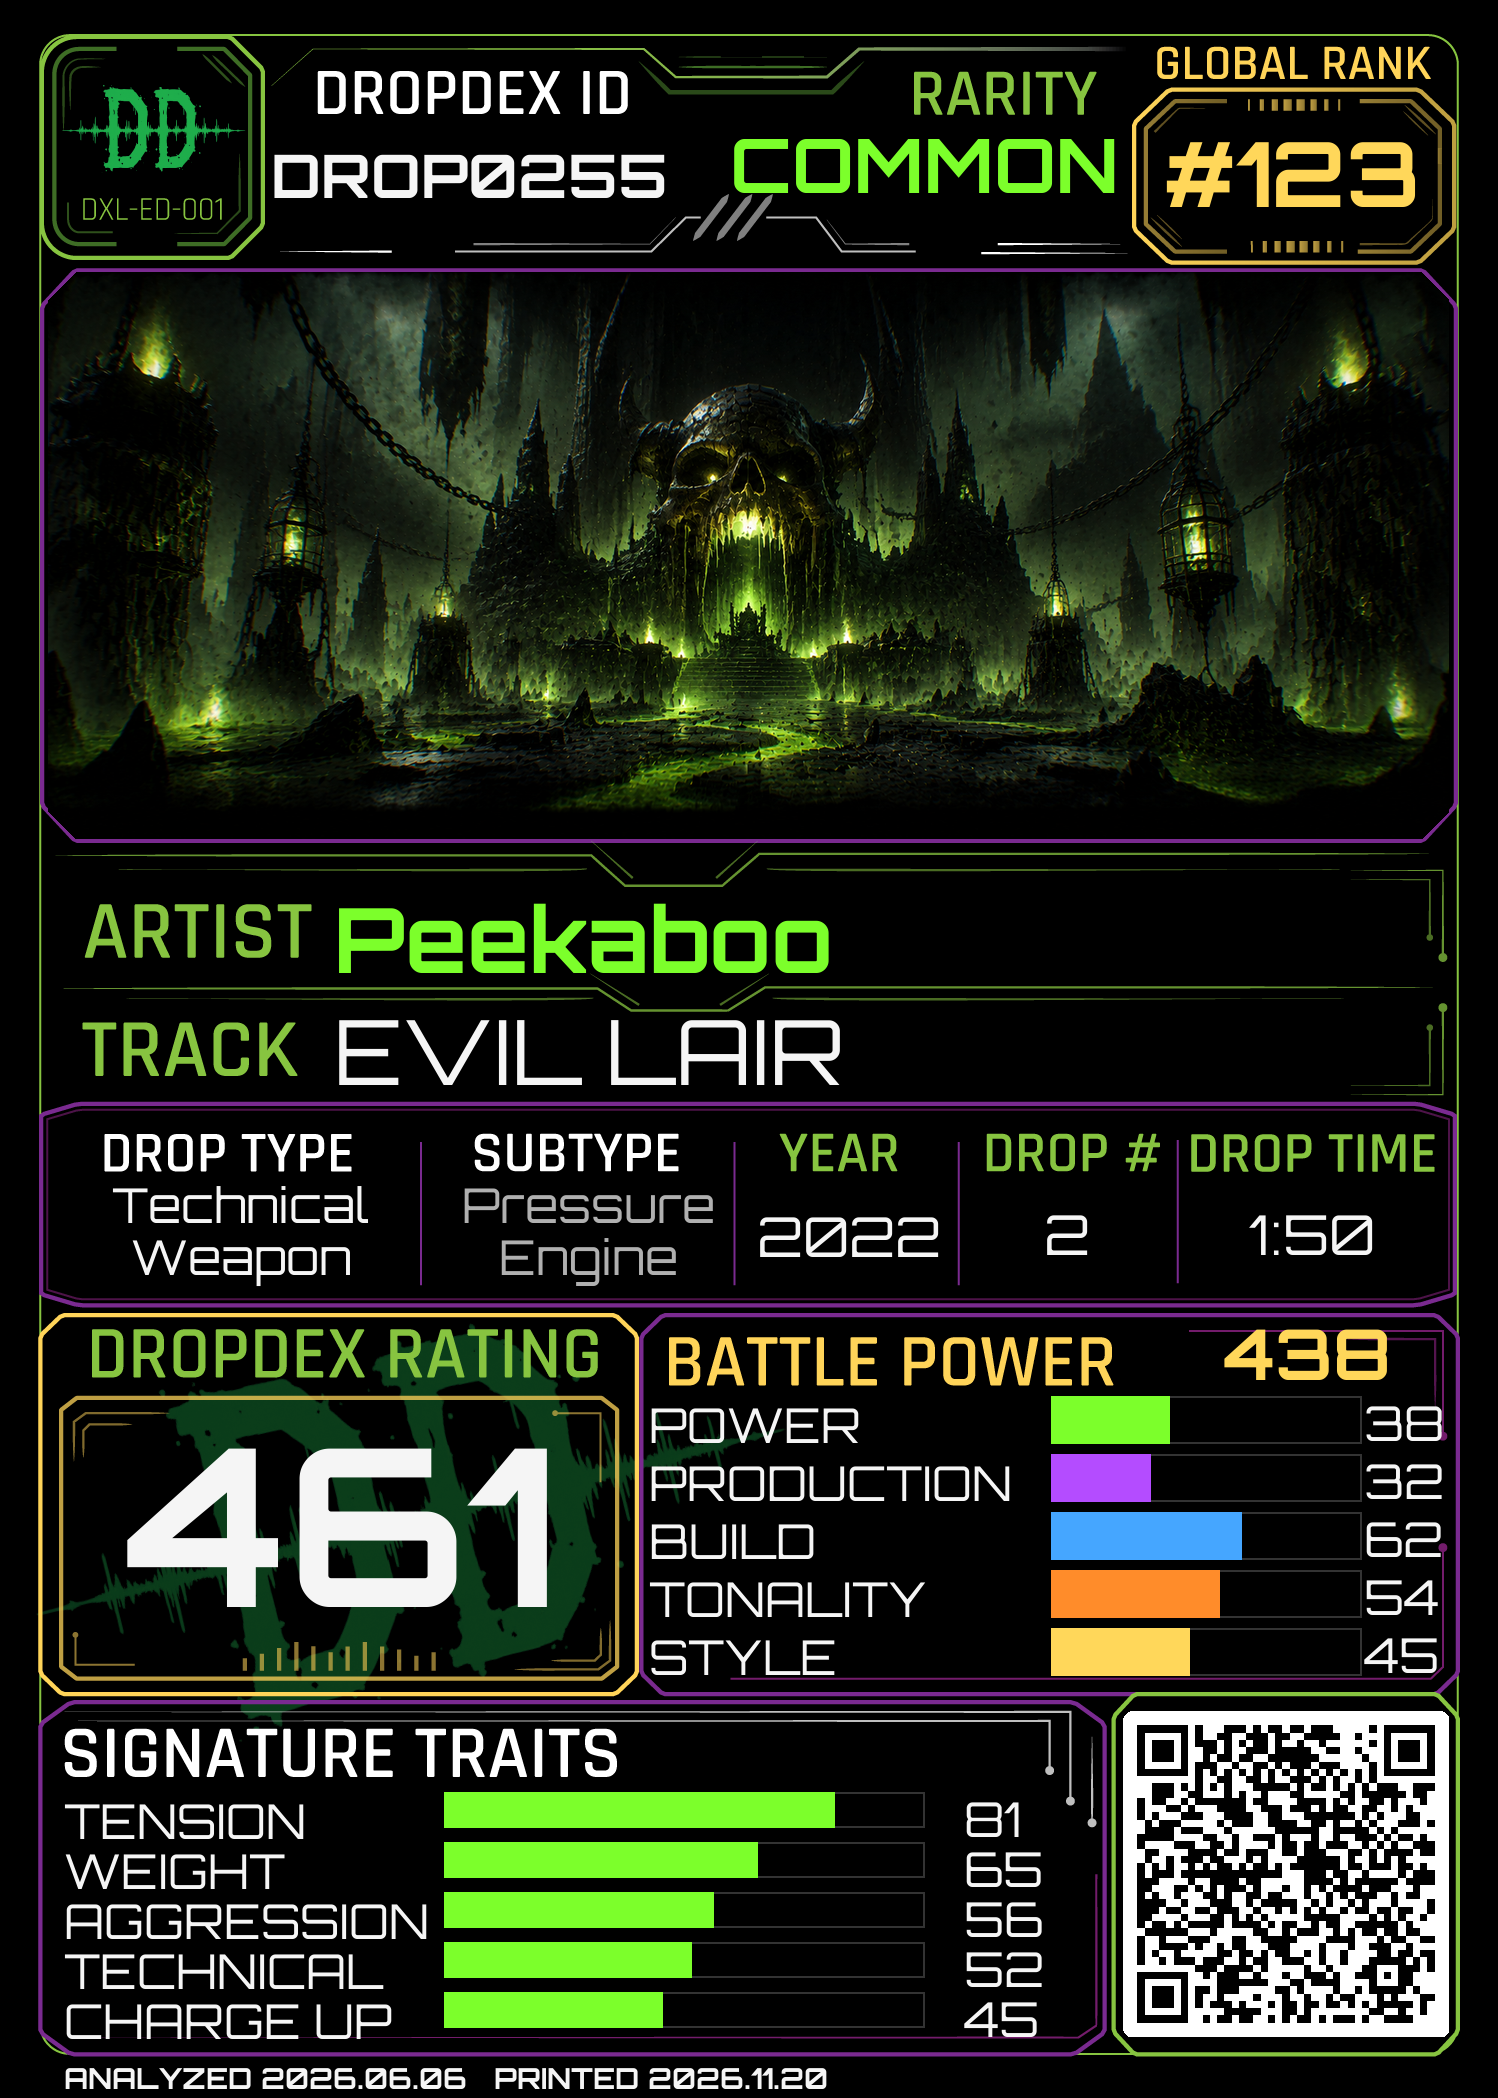 DD
DXL-ED-001
DROPDEX ID
DROP0255
RARITY
COMMON
GLOBAL RANK
#123
ARTIST Peekaboo
TRACK EVIL LAIR
DROP TYPE
Technical
Weapon
SUBTYPE
Pressure
Engine
YEAR
2022
DROP #
2
DROP TIME
1:50
DROPDEX RATING
461
BATTLE POWER 438
POWER 38
PRODUCTION 32
BUILD 62
TONALITY 54
STYLE 45
SIGNATURE TRAITS
TENSION 81
WEIGHT 65
AGGRESSION 56
TECHNICAL 52
CHARGE UP 45
ANALYZED 2026.06.06 PRINTED 2026.11.20